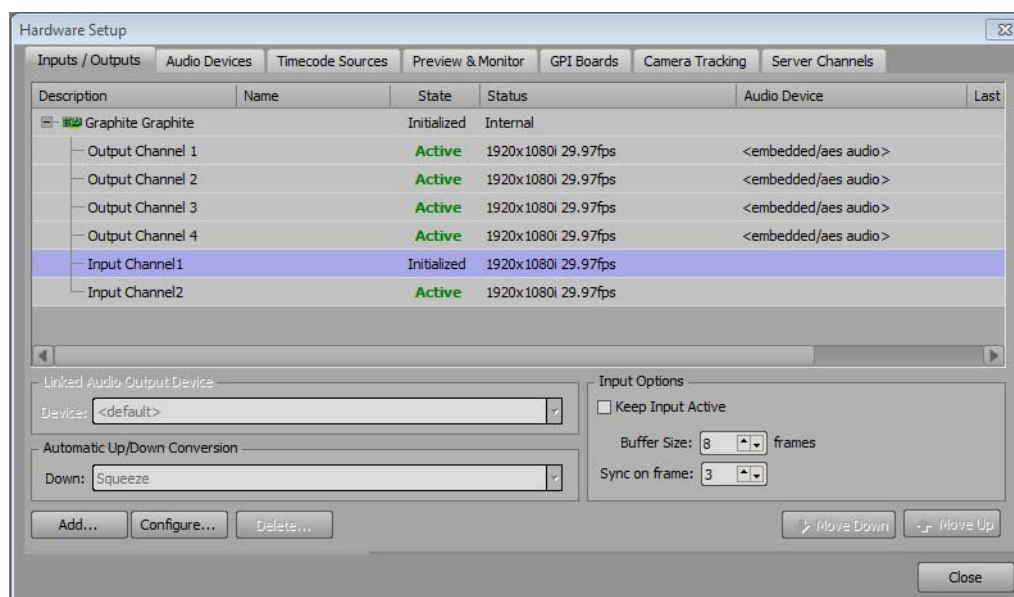 Hardware Setup
Inputs / Outputs Audio Devices Timecode Sources Preview & Monitor GPI Boards Camera Tracking Server Channels
Description Name State Status Audio Device Last
Graphite Graphite Initialized Internal
Output Channel 1 Active 1920x1080i 29.97fps <embedded/aes audio>
Output Channel 2 Active 1920x1080i 29.97fps <embedded/aes audio>
Output Channel 3 Active 1920x1080i 29.97fps <embedded/aes audio>
Output Channel 4 Active 1920x1080i 29.97fps <embedded/aes audio>
Input Channel1 Initialized 1920x1080i 29.97fps
Input Channel2 Active 1920x1080i 29.97fps
Linked Audio Output Device
Device: <default>
Automatic Up/Down Conversion
Down: Squeeze
Input Options
Keep Input Active
Buffer Size: 8 frames
Sync on frame: 3
Add... Configure... Delete... Move Down Move Up
Close